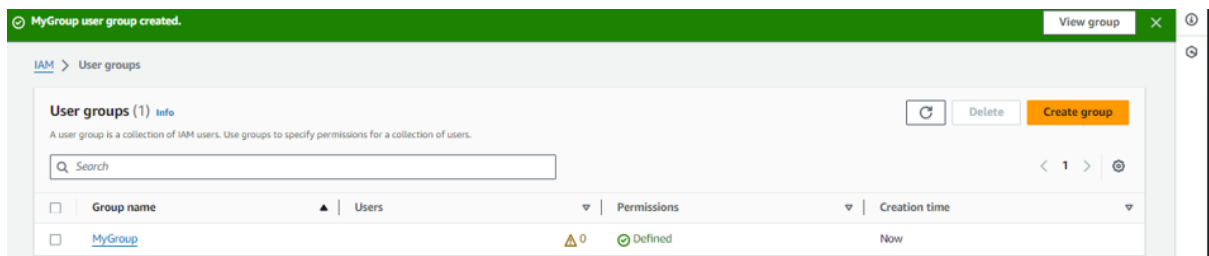 MyGroup user group created.
View group
IAM > User groups
User groups (1) Info
Delete
Create group
A user group is a collection of IAM users. Use groups to specify permissions for a collection of users.
Search
< 1 >
Group name Users Permissions Creation time
MyGroup 0 Defined Now